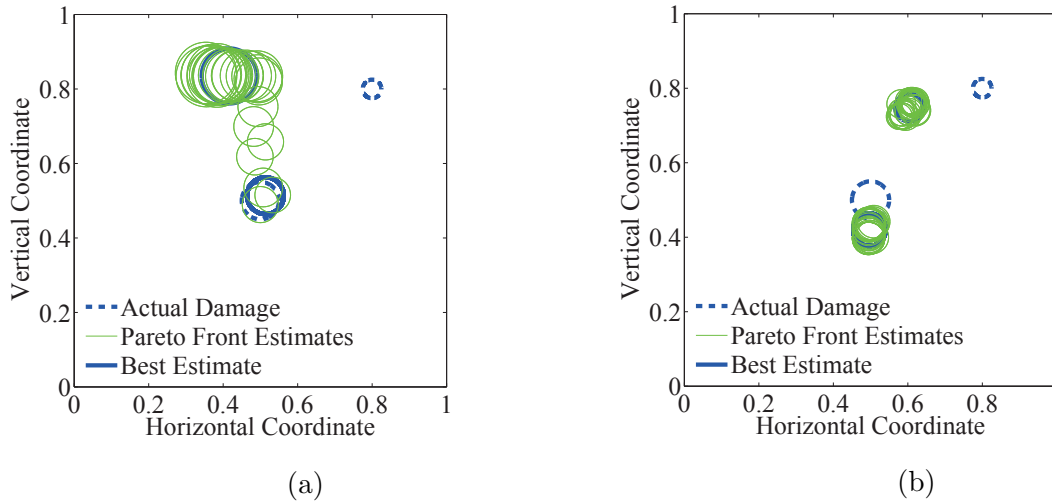 1
0.8
0.6
0.4
0.2
0
Vertical Coordinate
Actual Damage
Pareto Front Estimates
Best Estimate
0 0.2 0.4 0.6 0.8 1
Horizontal Coordinate
(a)
1
0.8
0.6
0.4
0.2
0
Vertical Coordinate
Actual Damage
Pareto Front Estimates
Best Estimate
0 0.2 0.4 0.6 0.8
Horizontal Coordinate
(b)